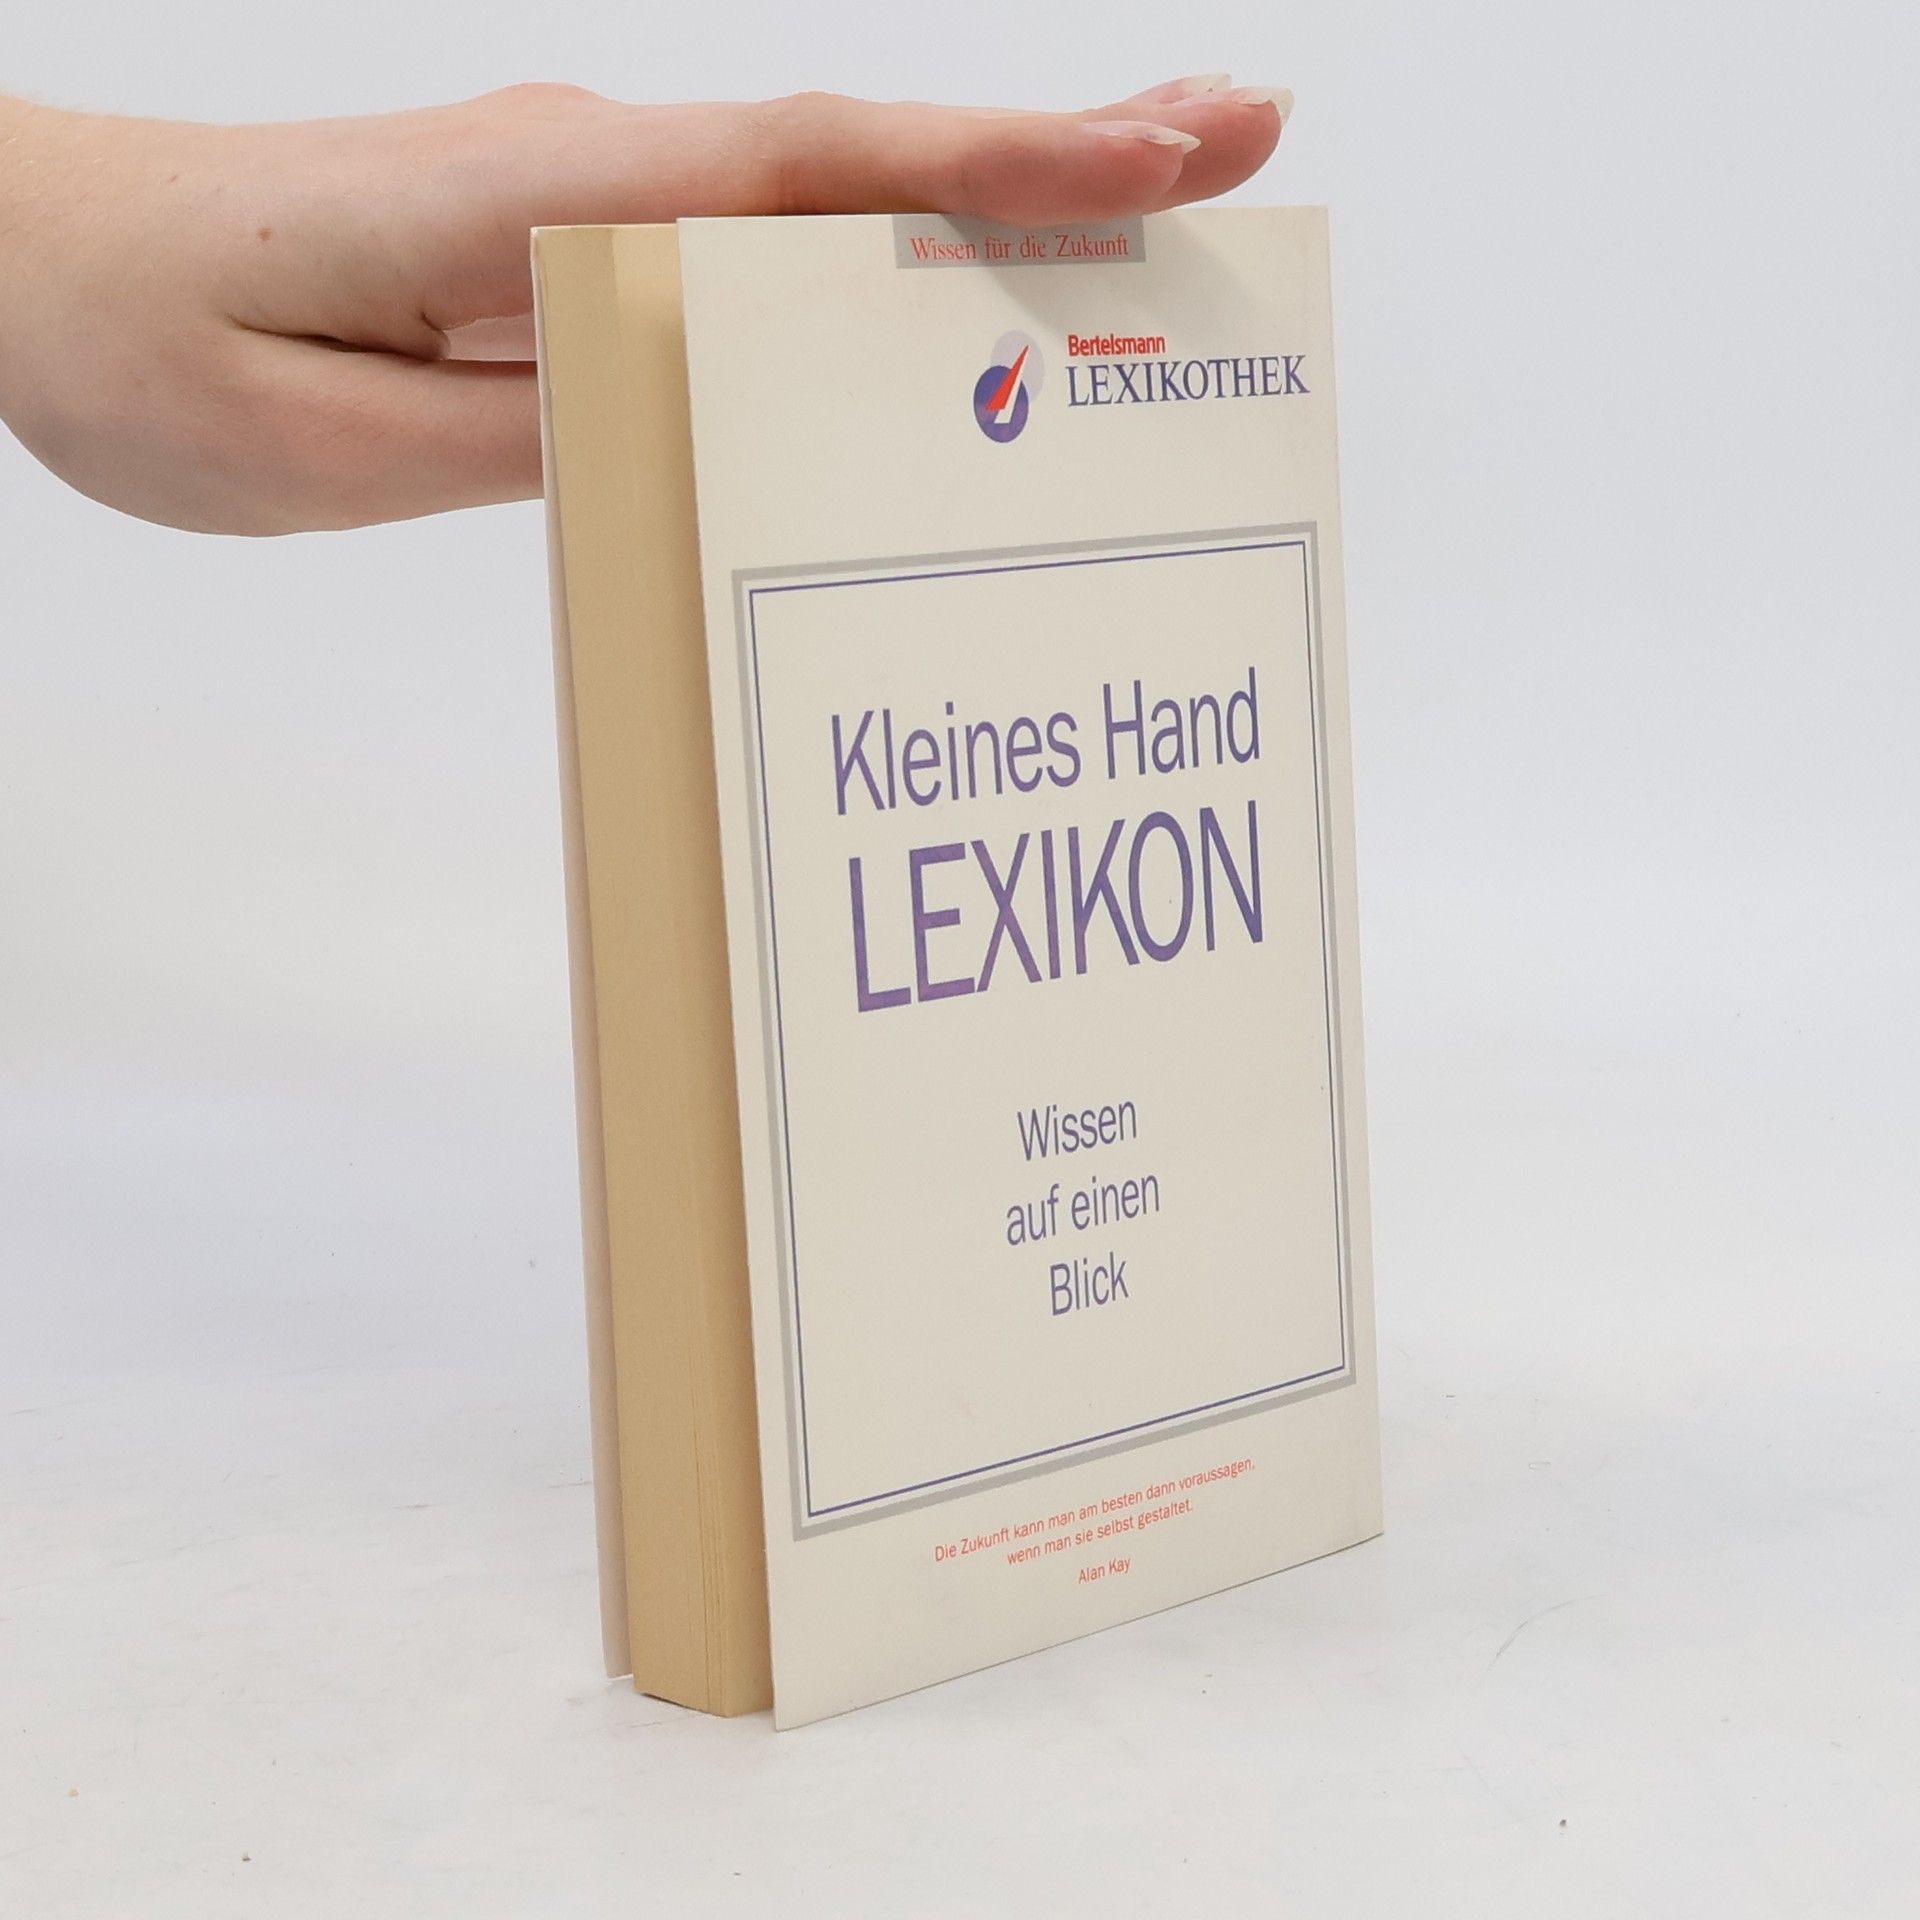 Wissen für die Zukunft
Bertelsmann
LEXIKOTHEK
Kleines Hand
LEXIKON
Wissen
auf einen
Blick
Die Zukunft kann man am besten dann voraussagen,
wenn man sie selbst gestaltet.
Alan Kay